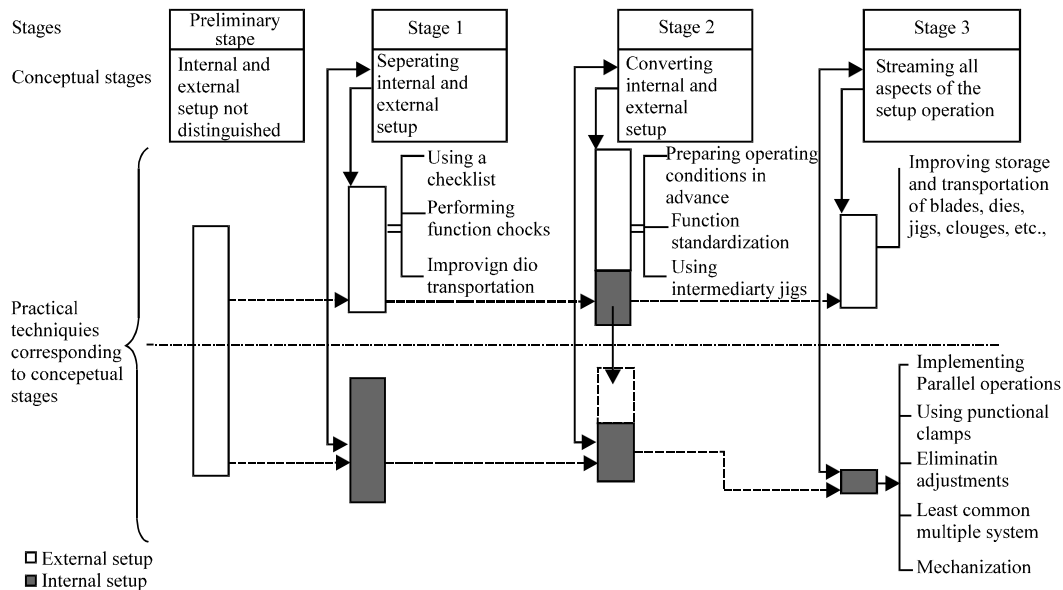 Stages
Preliminary
stape
Stage 1
Stage 2
Stage 3
Conceptual stages
Internal and
external
setup not
distinguished
Seperating
internal and
external
setup
Converting
internal and
external
setup
Streaming all
aspects of the
setup operation
Using a
checklist
Performing
function chocks
Improvign dio
transportation
Preparing operating
conditions in
advance
Function
standardization
Using
intermediarty jigs
Improving storage
and transportation
of blades, dies,
jigs, clouges, etc.,
Practical
techniquies
corresponding
to concepetual
stages
Implementing
Parallel operations
Using punctional
clamps
Eliminatin
adjustments
Least common
multiple system
Mechanization
External setup
Internal setup